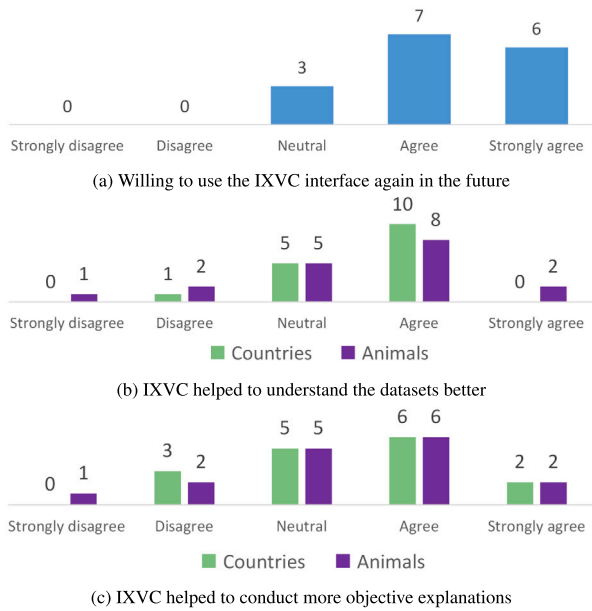 0 0 3 7 6
Strongly disagree Disagree Neutral Agree Strongly agree
(a) Willing to use the IXVC interface again in the future
0 1 1 2 5 5 10 8 0 2
Strongly disagree Disagree Neutral Agree Strongly agree
Countries Animals
(b) IXVC helped to understand the datasets better
0 1 3 2 5 5 6 6 2 2
Strongly disagree Disagree Neutral Agree Strongly agree
Countries Animals
(c) IXVC helped to conduct more objective explanations